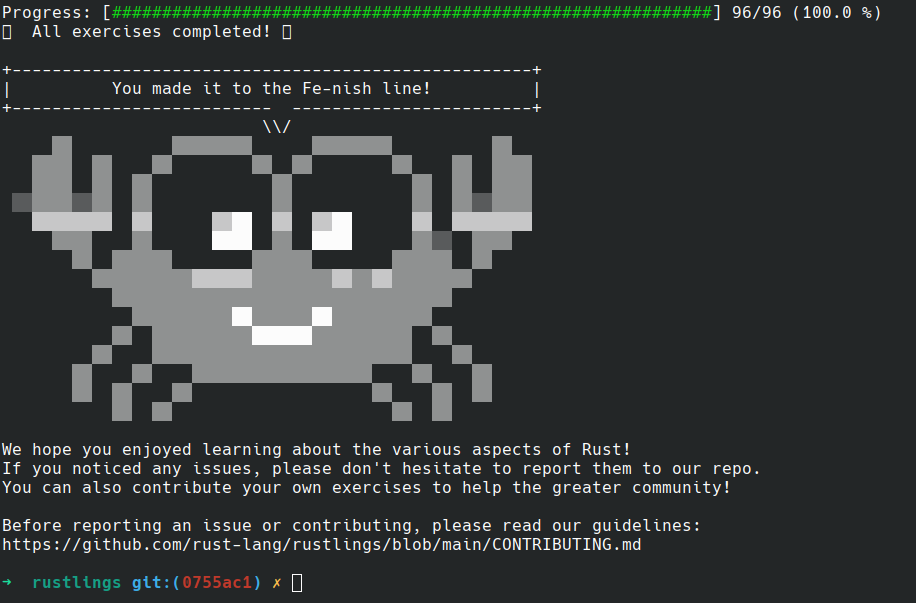 Progress: [############################################################] 96/96 (100.0 %)
All exercises completed!
+----------------------------------------------------+
| You made it to the Fe-nish line! |
+-------------------------- ------------------------+
\\/
We hope you enjoyed learning about the various aspects of Rust!
If you noticed any issues, please don't hesitate to report them to our repo.
You can also contribute your own exercises to help the greater community!
Before reporting an issue or contributing, please read our guidelines:
https://github.com/rust-lang/rustlings/blob/main/CONTRIBUTING.md
➜ rustlings git:(0755ac1) ✗